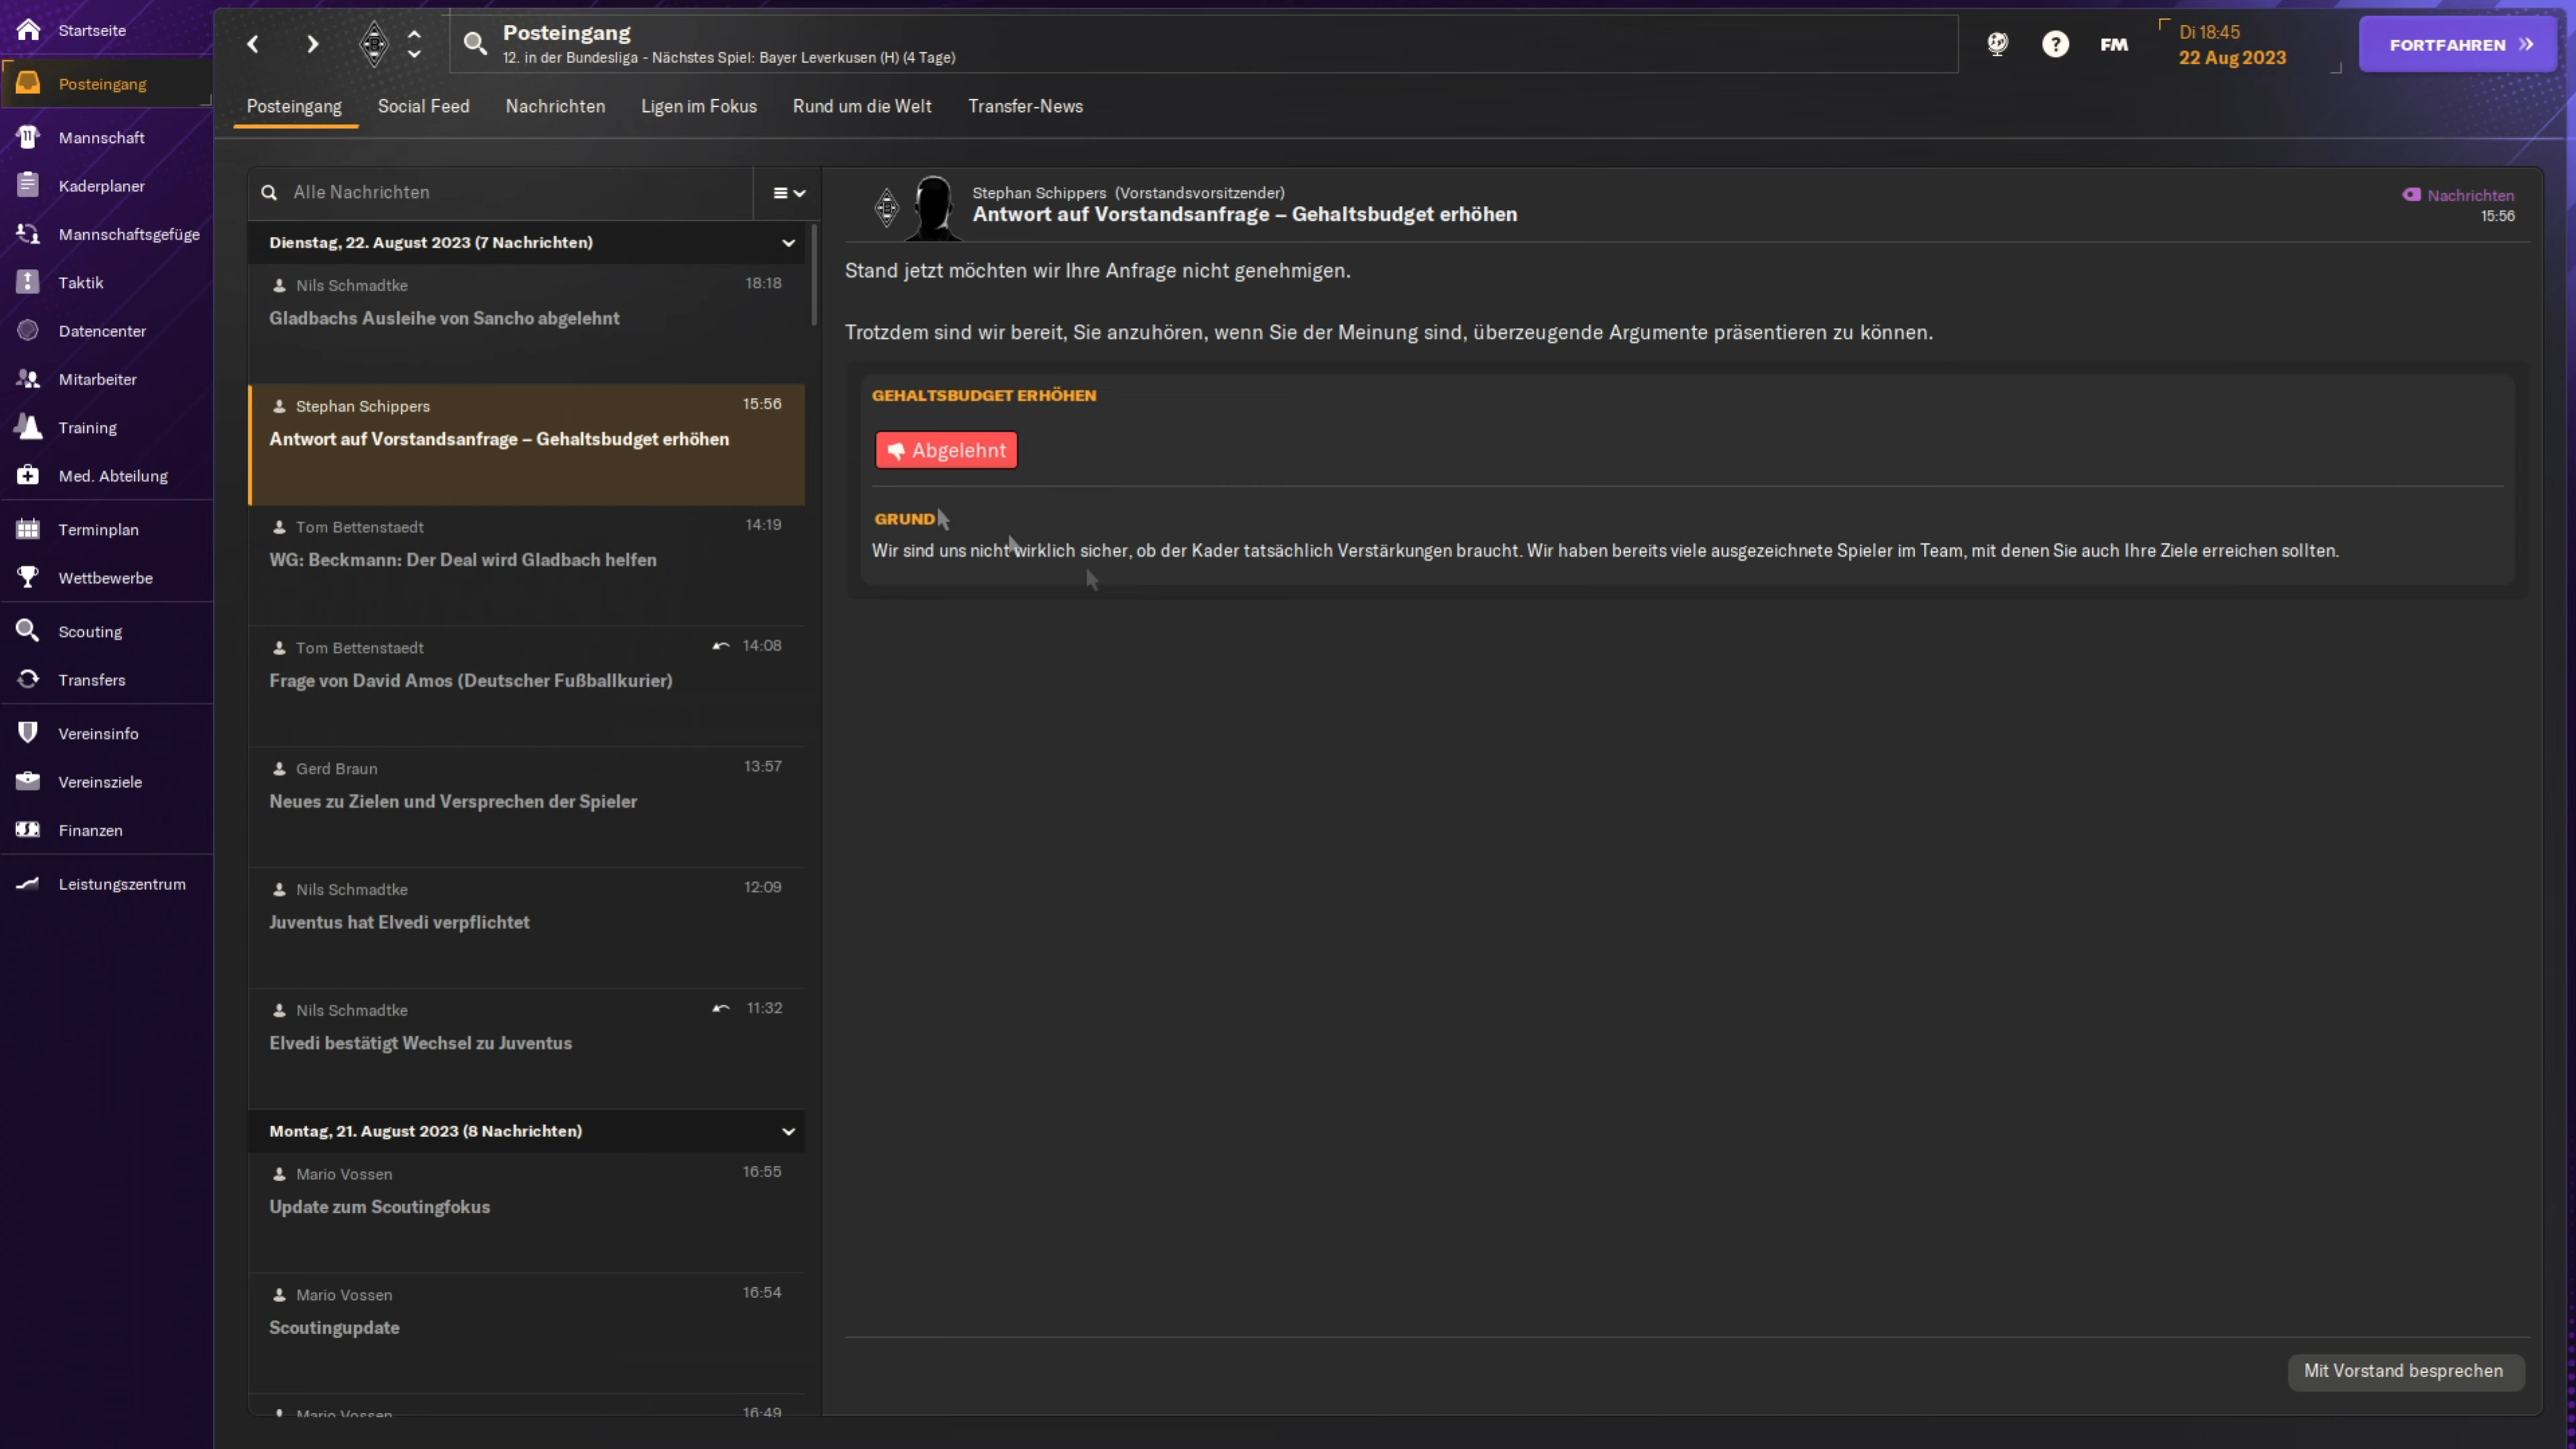 Startseite
Posteingang
Mannschaft
Kaderplaner
Mannschaftsgefüge
Taktik
Datencenter
Mitarbeiter
Training
Med. Abteilung
Terminplan
Wettbewerbe
Scouting
Transfers
Vereinsinfo
Vereinsziele
Finanzen
Leistungszentrum
Posteingang
12. in der Bundesliga - Nächstes Spiel: Bayer Leverkusen (H) (4 Tage)
FM
Di 18:45
22 Aug 2023
FORTFAHREN
Posteingang Social Feed Nachrichten Ligen im Fokus Rund um die Welt Transfer-News
Alle Nachrichten
Dienstag, 22. August 2023 (7 Nachrichten)
Nils Schmadtke 18:18
Gladbachs Ausleihe von Sancho abgelehnt
Stephan Schippers 15:56
Antwort auf Vorstandsanfrage – Gehaltsbudget erhöhen
Tom Bettenstaedt 14:19
WG: Beckmann: Der Deal wird Gladbach helfen
Tom Bettenstaedt 14:08
Frage von David Amos (Deutscher Fußballkurier)
Gerd Braun 13:57
Neues zu Zielen und Versprechen der Spieler
Nils Schmadtke 12:09
Juventus hat Elvedi verpflichtet
Nils Schmadtke 11:32
Elvedi bestätigt Wechsel zu Juventus
Montag, 21. August 2023 (8 Nachrichten)
Mario Vossen 16:55
Update zum Scoutingfokus
Mario Vossen 16:54
Scoutingupdate
Mario Vossen 16:49
Stephan Schippers (Vorstandsvorsitzender)
Antwort auf Vorstandsanfrage – Gehaltsbudget erhöhen
Nachrichten
15:56
Stand jetzt möchten wir Ihre Anfrage nicht genehmigen.
Trotzdem sind wir bereit, Sie anzuhören, wenn Sie der Meinung sind, überzeugende Argumente präsentieren zu können.
GEHALTSBUDGET ERHÖHEN
Abgelehnt
GRUND
Wir sind uns nicht wirklich sicher, ob der Kader tatsächlich Verstärkungen braucht. Wir haben bereits viele ausgezeichnete Spieler im Team, mit denen Sie auch Ihre Ziele erreichen sollten.
Mit Vorstand besprechen